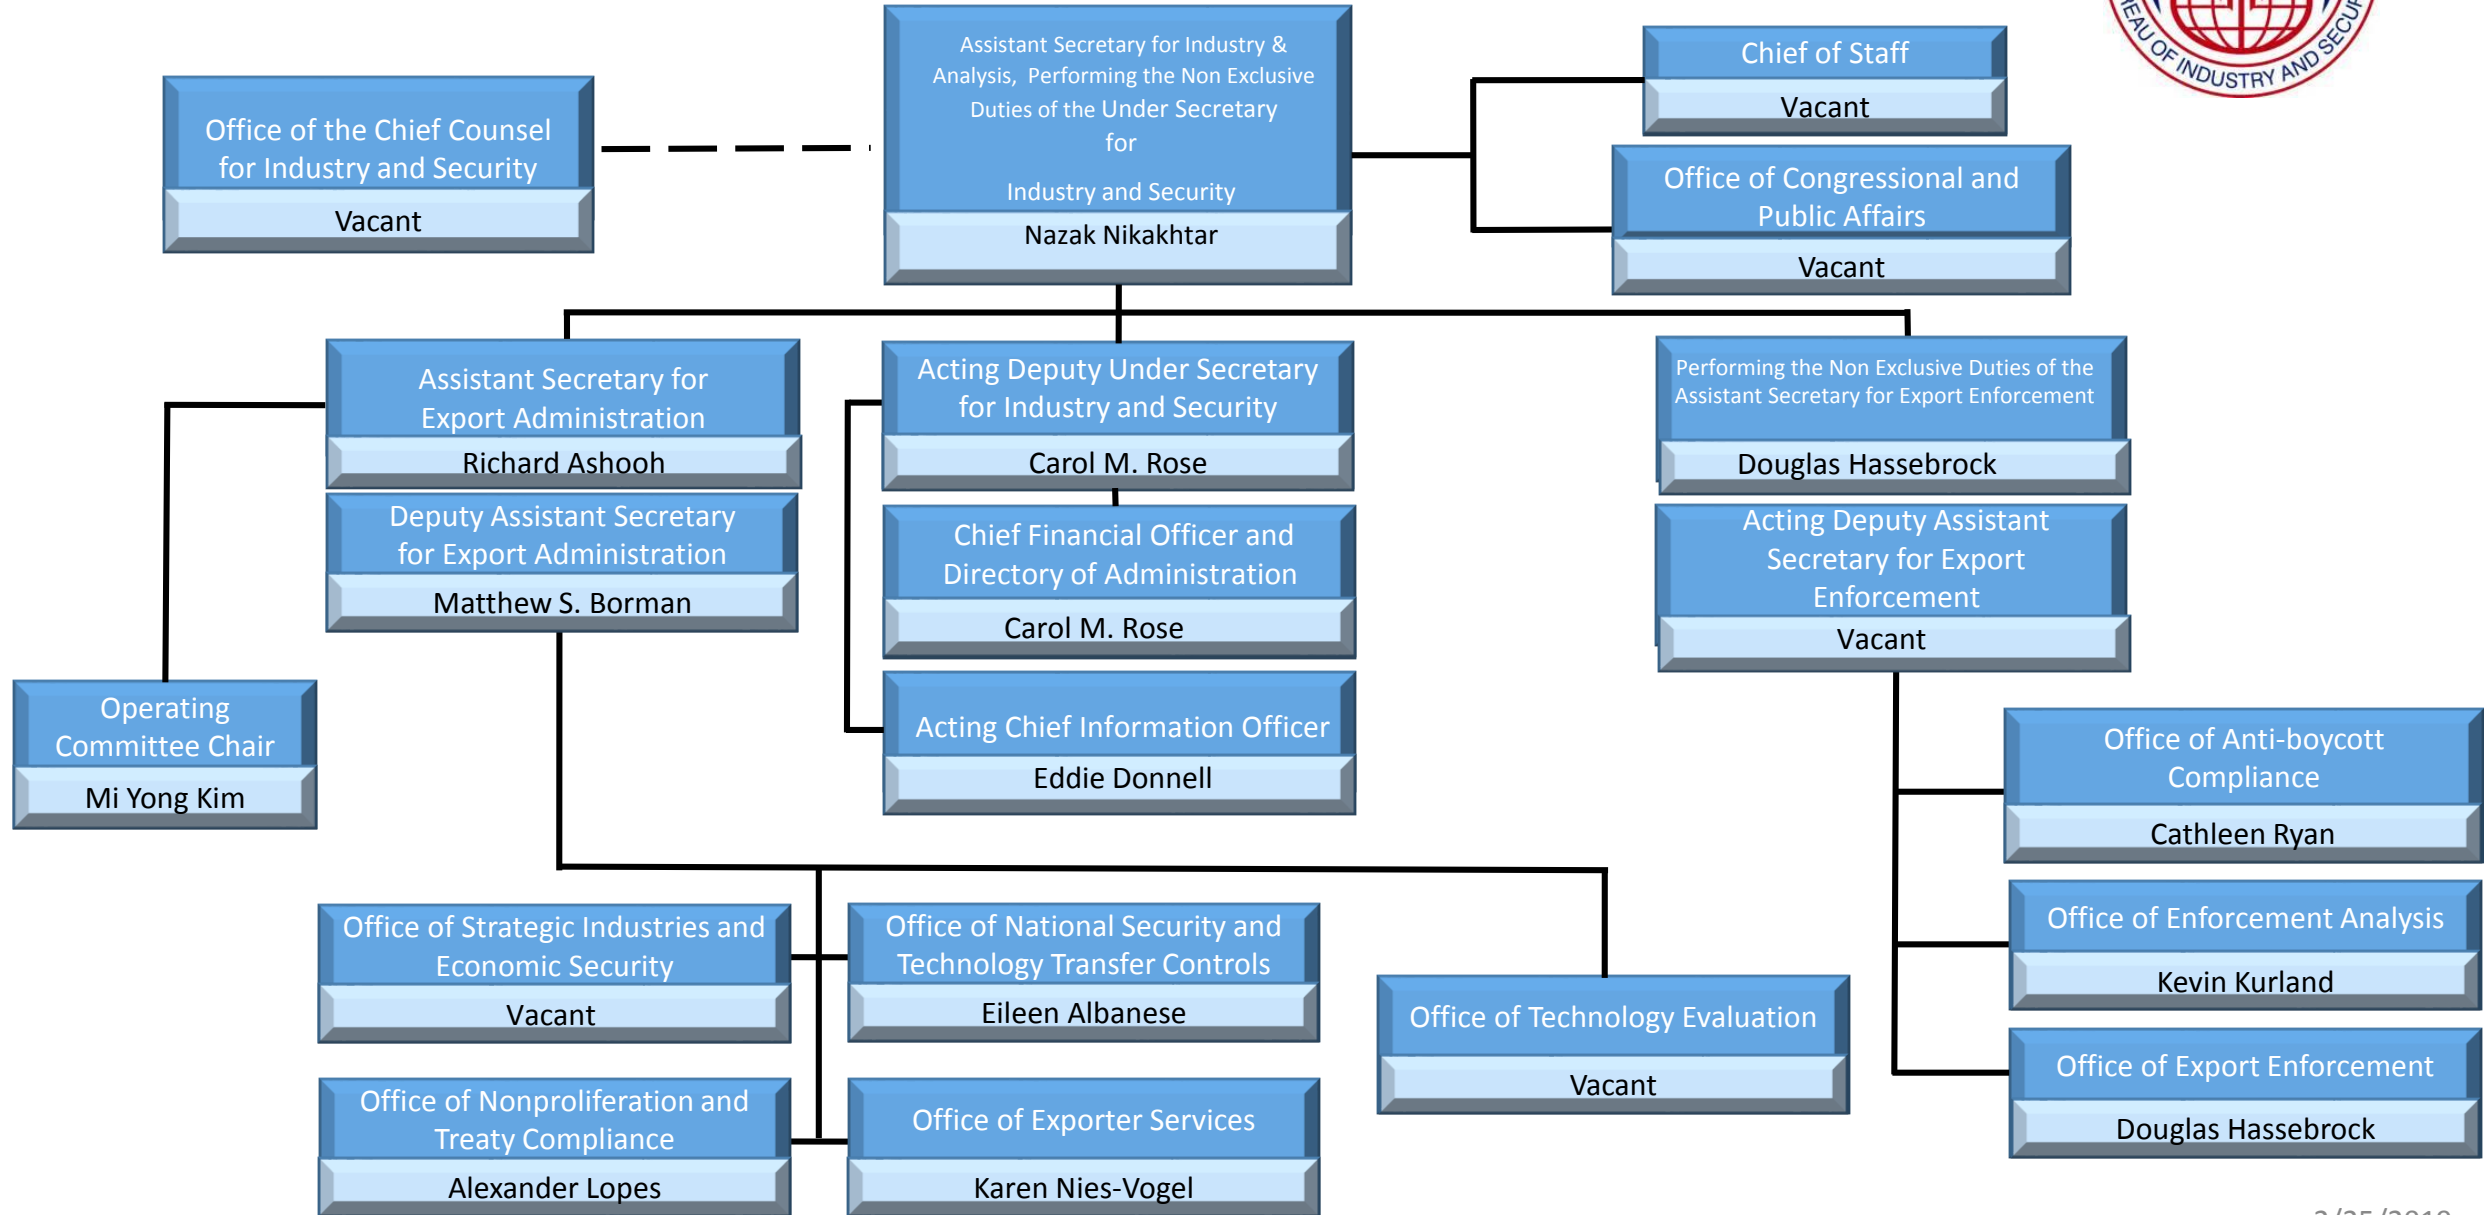 Assistant Secretary for Industry &
Analysis, Performing the Non Exclusive
Duties of the Under Secretary
for
Industry and Security
Nazak Nikakhtar
Chief of Staff
Vacant
OF INDUSTRY AND
Office of the Chief Counsel
for Industry and Security
Vacant
Office of Congressional and
Public Affairs
Vacant
Assistant Secretary for
Export Administration
Richard Ashooh
Deputy Assistant Secretary
for Export Administration
Matthew S. Borman
Acting Deputy Under Secretary
for Industry and Security
Carol M. Rose
Chief Financial Officer and
Directory of Administration
Carol M. Rose
Acting Chief Information Officer
Eddie Donnell
Performing the Non Exclusive Duties of the
Assistant Secretary for Export Enforcement
Douglas Hassebrock
Acting Deputy Assistant
Secretary for Export
Enforcement
Vacant
Operating
Committee Chair
Mi Yong Kim
Office of Anti-boycott
Compliance
Cathleen Ryan
Office of Enforcement Analysis
Kevin Kurland
Office of Export Enforcement
Douglas Hassebrock
Office of Strategic Industries and
Economic Security
Vacant
Office of National Security and
Technology Transfer Controls
Eileen Albanese
Office of Technology Evaluation
Vacant
Office of Nonproliferation and
Treaty Compliance
Alexander Lopes
Office of Exporter Services
Karen Nies-Vogel